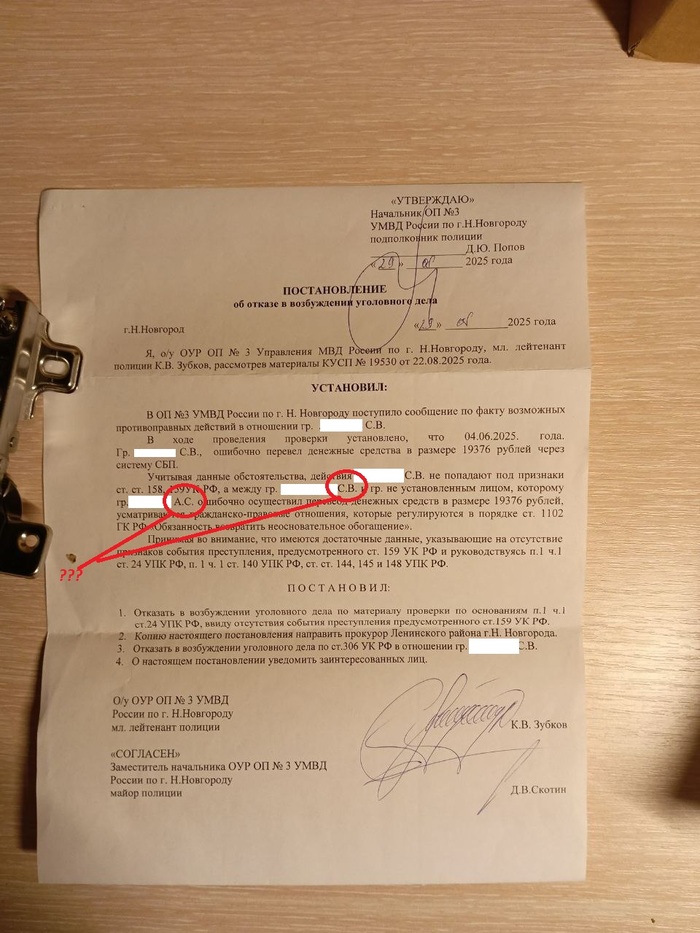 «УТВЕРЖДАЮ»
Начальник ОП №3
УМВД России по г.Н.Новгороду
подполковник полиции
Д.Ю. Попов
«29» 08 2025 года
ПОСТАНОВЛЕНИЕ
об отказе в возбуждении уголовного дела
г.Н.Новгород «29» 08 2025 года
Я, о/у ОУР ОП № 3 Управления МВД России по г. Н.Новгороду, мл. лейтенант
полиции К.В. Зубков, рассмотрев материалы КУСП № 19530 от 22.08.2025 года.
УСТАНОВИЛ:
В ОП №3 УМВД России по г. Н. Новгороду поступило сообщение по факту возможных
противоправных действий в отношении гр. С.В.
В ходе проведения проверки установлено, что 04.06.2025. года.
Гр. С.В., ошибочно перевел денежные средства в размере 19376 рублей через
систему СБП.
Учитывая данные обстоятельства, действия С.В. не попадают под признаки
ст. ст. 158, 159УК РФ, а между гр. С.В. и гр. не установленным лицом, которому
гр. А.С. ошибочно осуществил перевод денежных средств в размере 19376 рублей,
усматриваются гражданско-правовые отношения, которые регулируются в порядке ст. 1102
ГК РФ «Обязанность возвратить неосновательное обогащение».
Принимая во внимание, что имеются достаточные данные, указывающие на отсутствие
признаков события преступления, предусмотренного ст. 159 УК РФ и руководствуясь п.1 ч.1
ст. 24 УПК РФ, п. 1 ч. 1 ст. 140 УПК РФ, ст. ст. 144, 145 и 148 УПК РФ.
???
ПОСТАНОВИЛ:
1. Отказать в возбуждении уголовного дела по материалу проверки по основаниям п.1 ч.1
ст.24 УПК РФ, ввиду отсутствия события преступления предусмотренного ст.159 УК РФ.
2. Копию настоящего постановления направить прокурор Ленинского района г.Н. Новгорода.
3. Отказать в возбуждении уголовного дела по ст.306 УК РФ в отношении гр. С.В.
4. О настоящем постановлении уведомить заинтересованных лиц.
О/у ОУР ОП № 3 УМВД
России по г. Н.Новгороду
мл. лейтенант полиции К.В. Зубков
«СОГЛАСЕН»
Заместитель начальника ОУР ОП № 3 УМВД
России по г. Н.Новгороду
майор полиции Д.В.Скотин